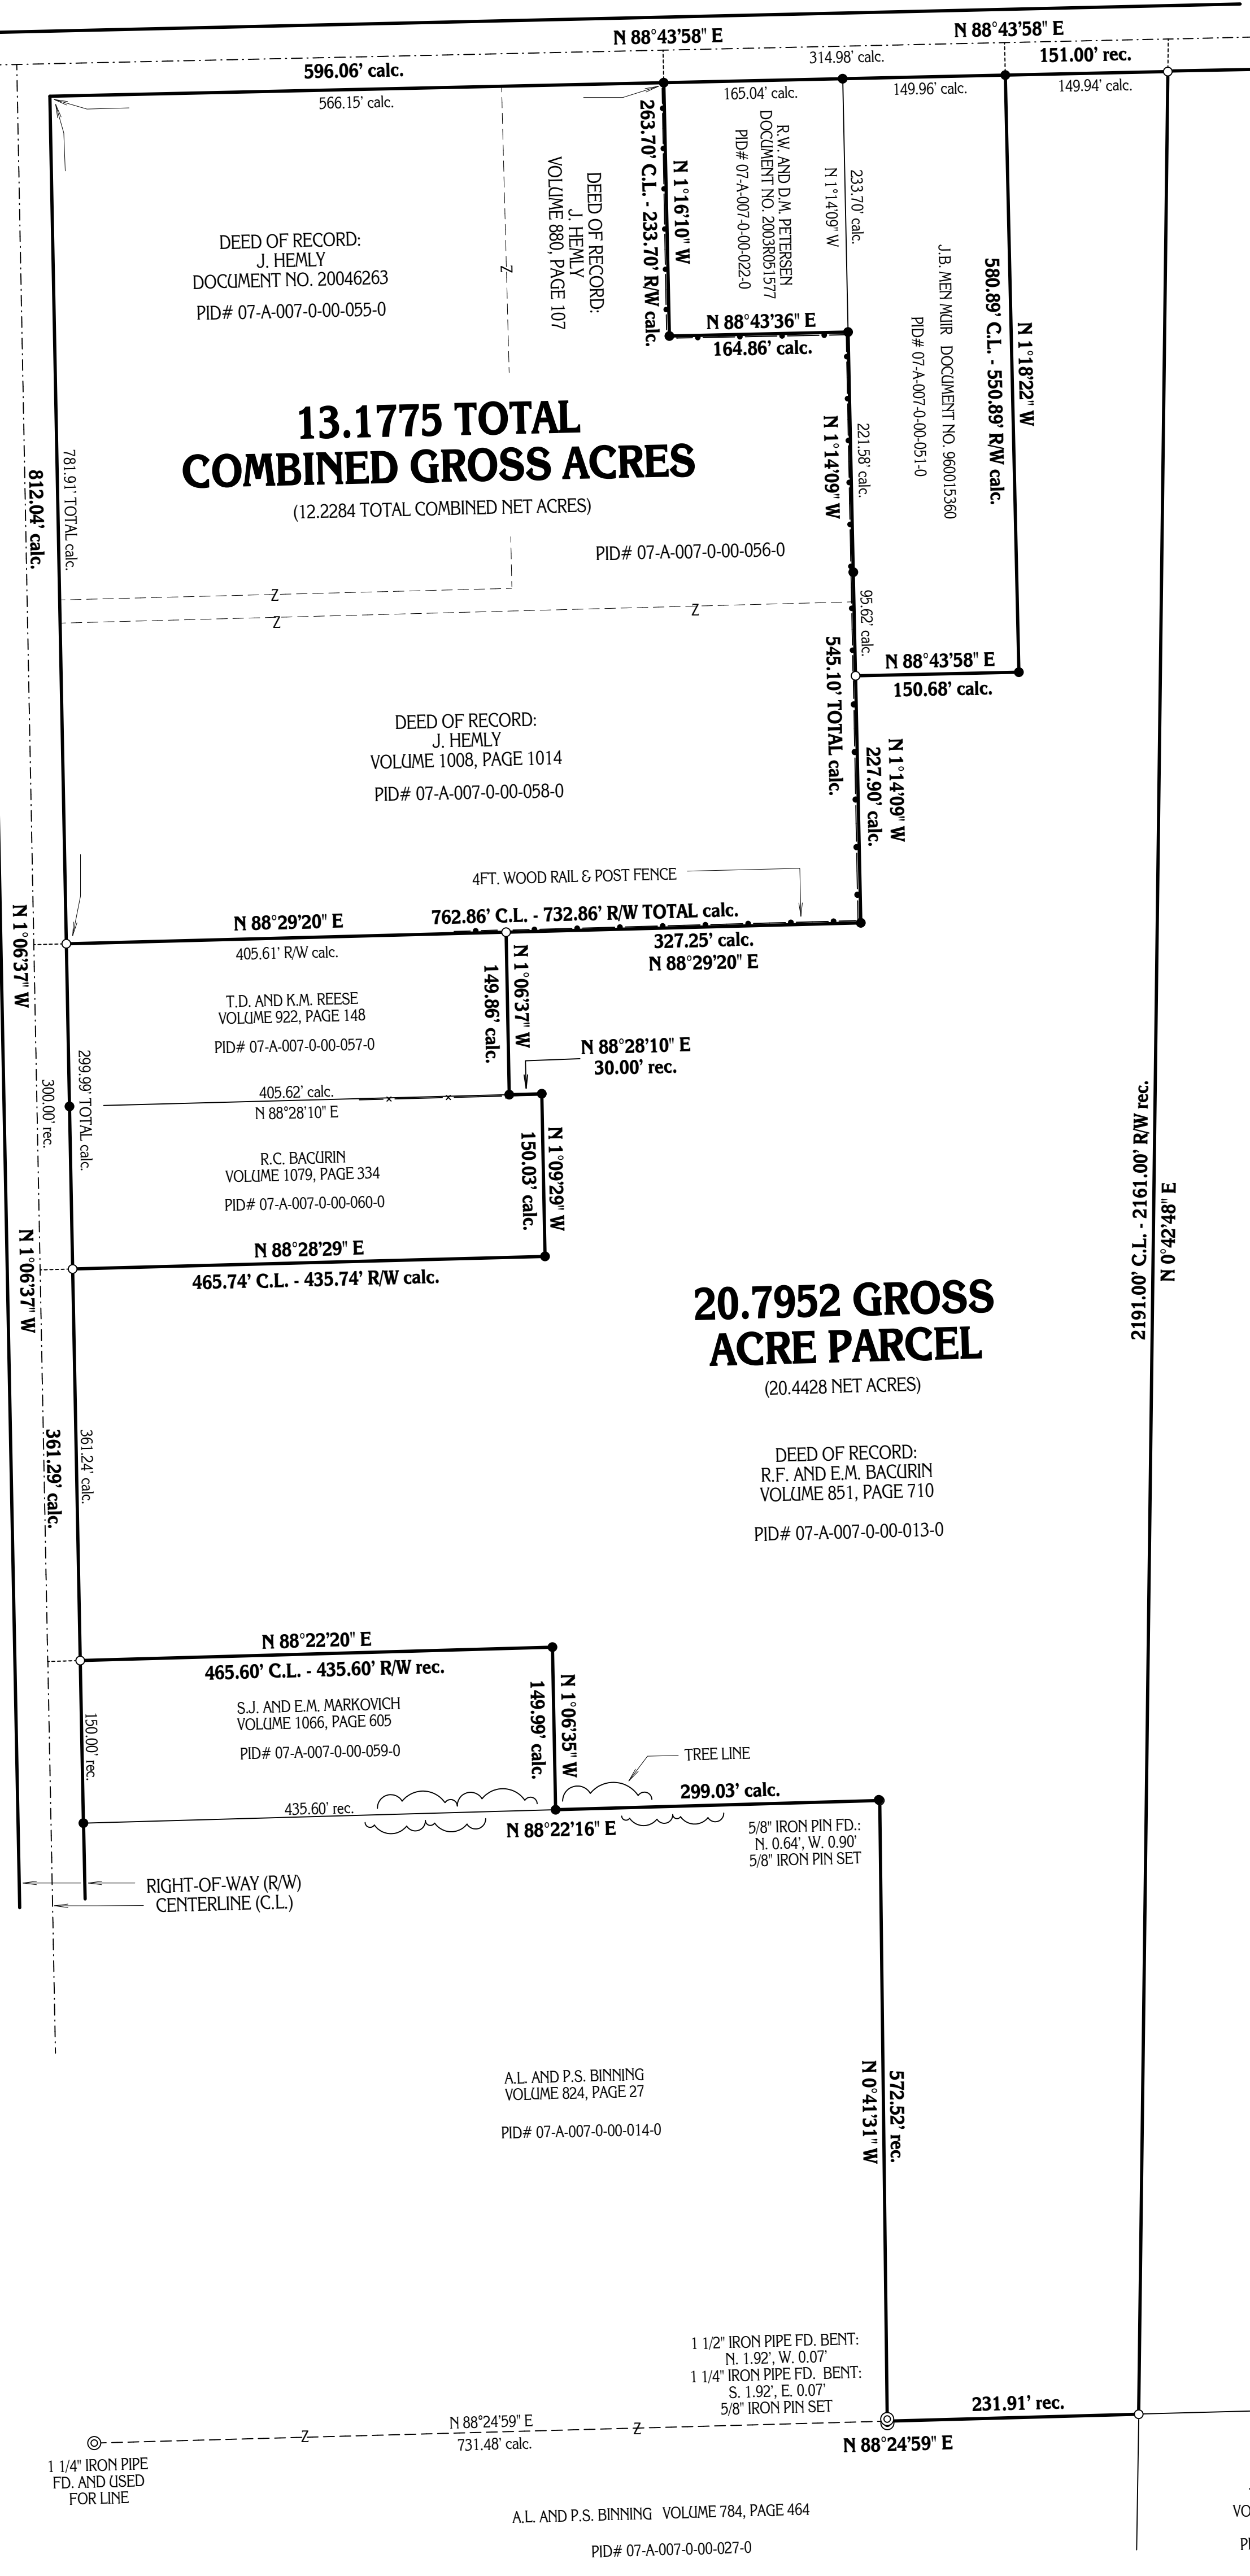 N 88°43'58" E
N 88°43'58" E
596.06' calc.
314.98' calc.
151.00' rec.
566.15' calc.
165.04' calc.
149.96' calc.
149.94' calc.
DEED OF RECORD:
J. HEMLY
DOCUMENT NO. 20046263
PID# 07-A-007-0-00-055-0
DEED OF RECORD:
J. HEMLY
VOLUME 880, PAGE 107
Z
263.70' C.L. - 233.70' R/W calc.
N 1°16'10" W
R.W. AND D.M. PETERSEN
DOCUMENT NO. 2003R051577
PID# 07-A-007-0-00-022-0
233.70' calc.
N 1°14'09" W
J.B. MEN MUIR DOCUMENT NO. 960015360
PID# 07-A-007-0-00-051-0
580.89' C.L. - 550.89' R/W calc.
N 1°18'22" W
N 88°43'36" E
164.86' calc.
13.1775 TOTAL
COMBINED GROSS ACRES
(12.2284 TOTAL COMBINED NET ACRES)
N 1°14'09" W
221.58' calc.
781.91' TOTAL calc.
812.04' calc.
PID# 07-A-007-0-00-056-0
Z
Z
Z
95.62' calc.
545.10' TOTAL calc.
N 88°43'58" E
150.68' calc.
DEED OF RECORD:
J. HEMLY
VOLUME 1008, PAGE 1014
PID# 07-A-007-0-00-058-0
N 1°14'09" W
227.90' calc.
4FT. WOOD RAIL & POST FENCE
N 88°29'20" E
762.86' C.L. - 732.86' R/W TOTAL calc.
405.61' R/W calc.
327.25' calc.
N 88°29'20" E
N 1°06'37" W
T.D. AND K.M. REESE
VOLUME 922, PAGE 148
PID# 07-A-007-0-00-057-0
N 1°06'37" W
149.86' calc.
N 88°28'10" E
30.00' rec.
299.99' TOTAL calc.
300.00' rec.
405.62' calc.
N 88°28'10" E
x
x
R.C. BACURIN
VOLUME 1079, PAGE 334
PID# 07-A-007-0-00-060-0
N 1°09'29" W
150.03' calc.
2191.00' C.L. - 2161.00' R/W rec.
N 0°42'48" E
N 1°06'37" W
N 88°28'29" E
465.74' C.L. - 435.74' R/W calc.
20.7952 GROSS
ACRE PARCEL
(20.4428 NET ACRES)
DEED OF RECORD:
R.F. AND E.M. BACURIN
VOLUME 851, PAGE 710
PID# 07-A-007-0-00-013-0
361.24' calc.
361.29' calc.
N 88°22'20" E
465.60' C.L. - 435.60' R/W rec.
S.J. AND E.M. MARKOVICH
VOLUME 1066, PAGE 605
PID# 07-A-007-0-00-059-0
150.00' rec.
N 1°06'35" W
149.99' calc.
TREE LINE
299.03' calc.
435.60' rec.
N 88°22'16" E
5/8" IRON PIN FD.:
N. 0.64', W. 0.90'
5/8" IRON PIN SET
RIGHT-OF-WAY (R/W)
CENTERLINE (C.L.)
A.L. AND P.S. BINNING
VOLUME 824, PAGE 27
PID# 07-A-007-0-00-014-0
572.52' rec.
N 0°41'31" W
1 1/2" IRON PIPE FD. BENT:
N. 1.92', W. 0.07'
1 1/4" IRON PIPE FD. BENT:
S. 1.92', E. 0.07'
5/8" IRON PIN SET
231.91' rec.
N 88°24'59" E
Z
Z
731.48' calc.
N 88°24'59" E
1 1/4" IRON PIPE
FD. AND USED
FOR LINE
A.L. AND P.S. BINNING VOLUME 784, PAGE 464
PID# 07-A-007-0-00-027-0
VO
PI